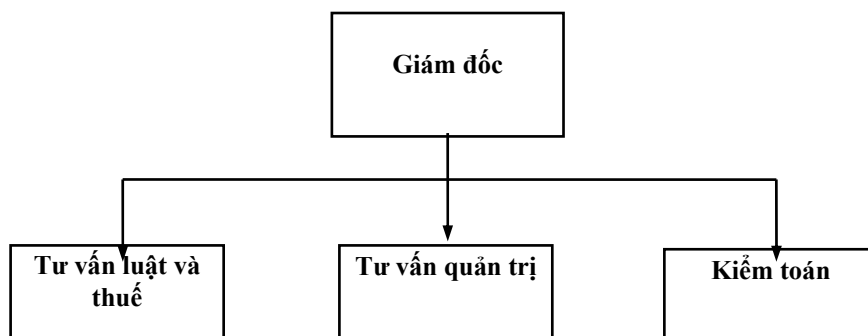 Giám đốc
Tư vấn luật và
thuế
Tư vấn quản trị
Kiểm toán